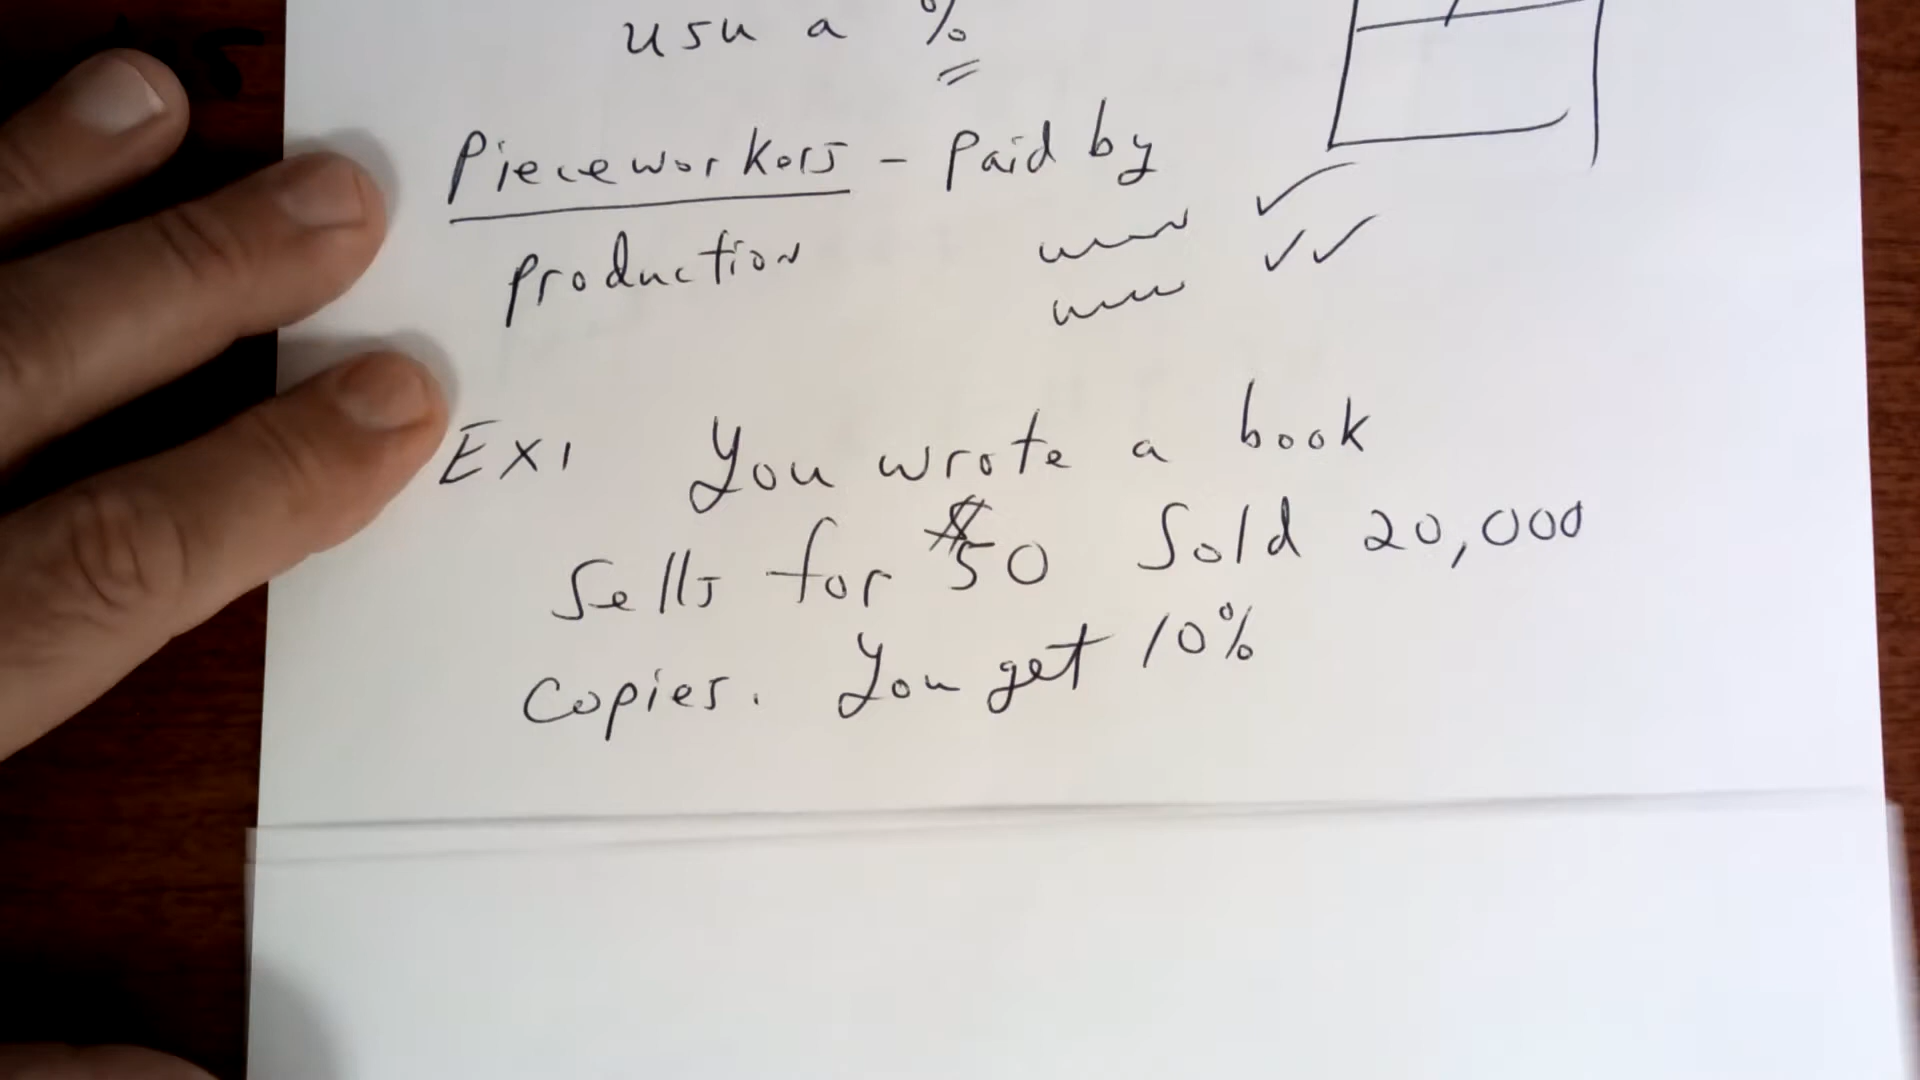 usu a %
Pieceworkers - Paid by
production
Ex1 You wrote a book
sells for $50 Sold 20,000
copies. You get 10%